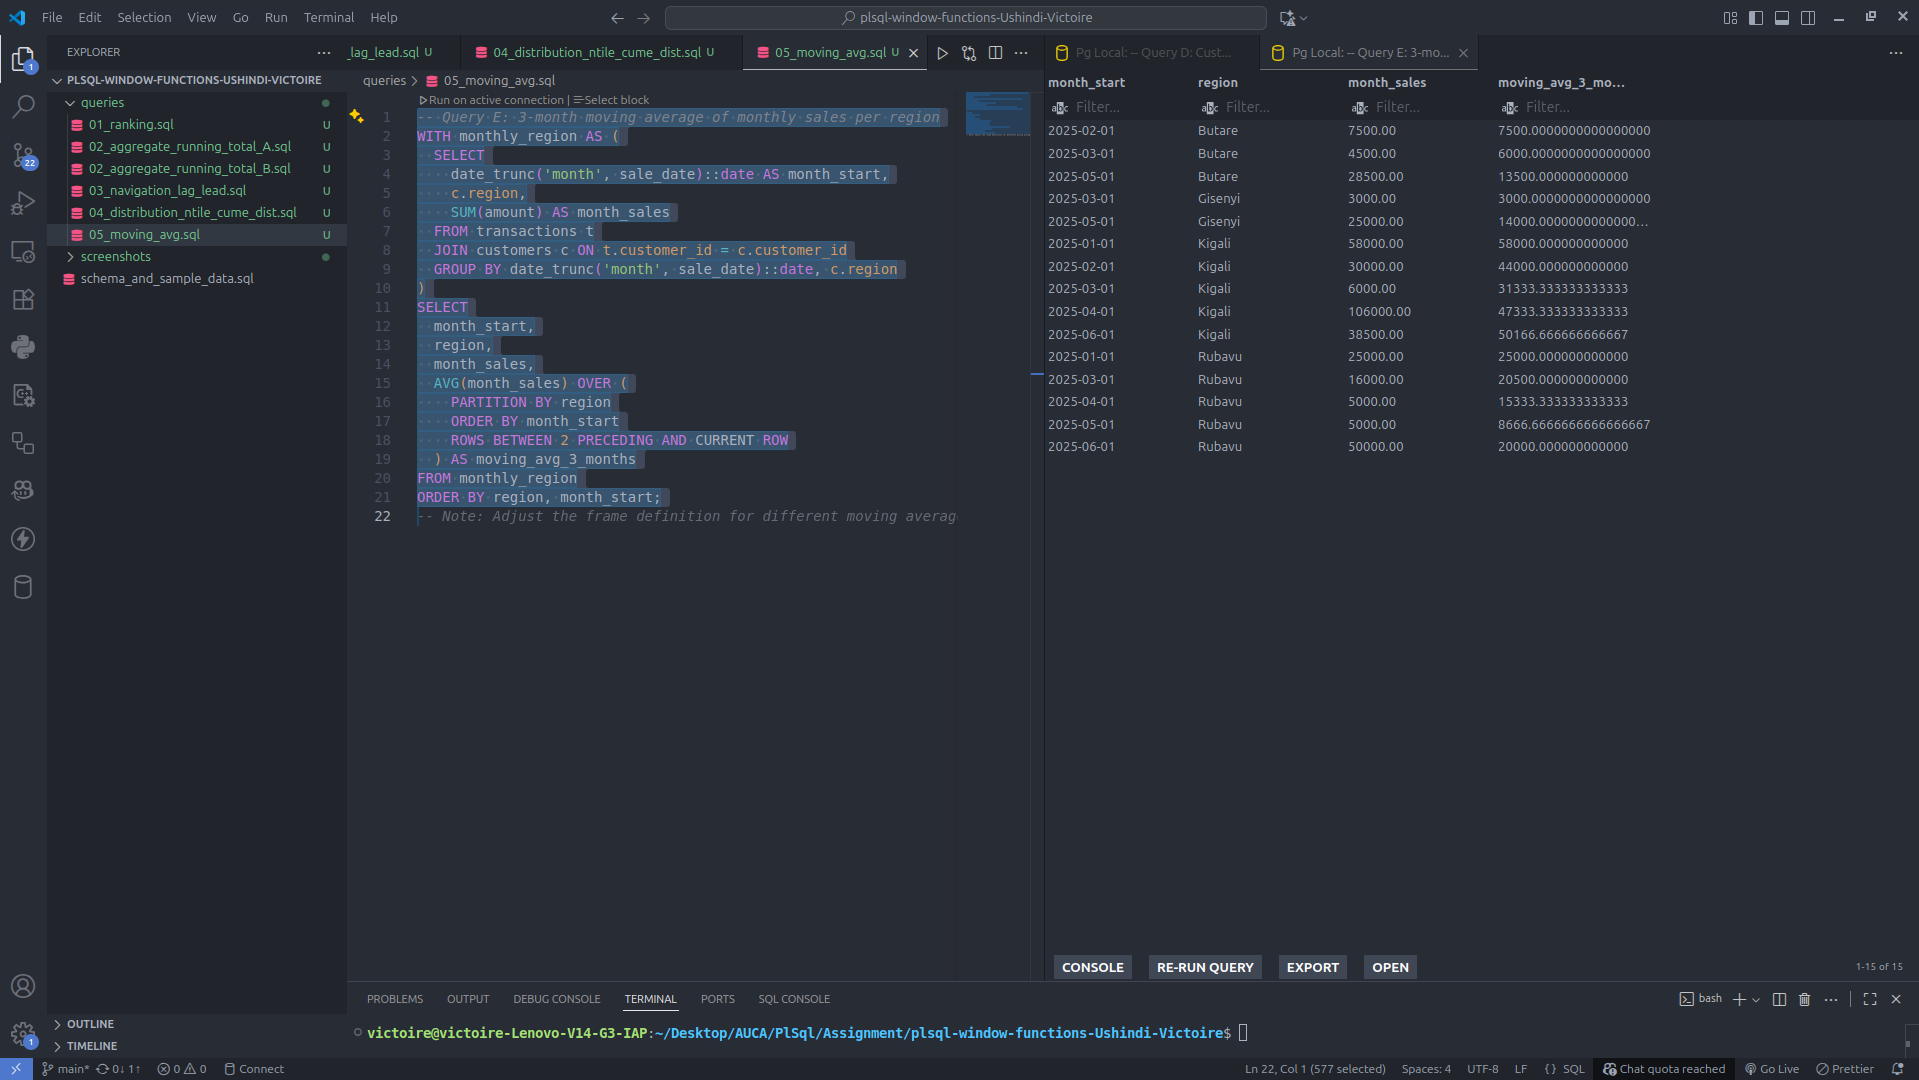 File Edit Selection View Go Run Terminal Help
plsql-window-functions-Ushindi-Victoire
EXPLORER
PLSQL-WINDOW-FUNCTIONS-USHINDI-VICTOIRE
queries
01_ranking.sql U
02_aggregate_running_total_A.sql U
02_aggregate_running_total_B.sql U
03_navigation_lag_lead.sql U
04_distribution_ntile_cume_dist.sql U
05_moving_avg.sql U
screenshots
schema_and_sample_data.sql
OUTLINE
TIMELINE
1
22
1
_lag_lead.sql U
04_distribution_ntile_cume_dist.sql U
05_moving_avg.sql U
queries > 05_moving_avg.sql
Run on active connection | Select block
1 -- Query E: 3-month moving average of monthly sales per region
2 WITH monthly_region AS (
3 SELECT
4 date_trunc('month', sale_date)::date AS month_start,
5 c.region,
6 SUM(amount) AS month_sales
7 FROM transactions t
8 JOIN customers c ON t.customer_id = c.customer_id
9 GROUP BY date_trunc('month', sale_date)::date, c.region
10 )
11 SELECT
12 month_start,
13 region,
14 month_sales,
15 AVG(month_sales) OVER (
16 PARTITION BY region
17 ORDER BY month_start
18 ROWS BETWEEN 2 PRECEDING AND CURRENT ROW
19 ) AS moving_avg_3_months
20 FROM monthly_region
21 ORDER BY region, month_start;
22 -- Note: Adjust the frame definition for different moving averag
Pg Local: -- Query D: Cust...
Pg Local: -- Query E: 3-mo...
month_start region month_sales moving_avg_3_mo...
abc Filter... abc Filter... abc Filter... abc Filter...
2025-02-01 Butare 7500.00 7500.0000000000000000
2025-03-01 Butare 4500.00 6000.0000000000000000
2025-05-01 Butare 28500.00 13500.000000000000
2025-03-01 Gisenyi 3000.00 3000.0000000000000000
2025-05-01 Gisenyi 25000.00 14000.0000000000000...
2025-01-01 Kigali 58000.00 58000.000000000000
2025-02-01 Kigali 30000.00 44000.000000000000
2025-03-01 Kigali 6000.00 31333.333333333333
2025-04-01 Kigali 106000.00 47333.333333333333
2025-06-01 Kigali 38500.00 50166.666666666667
2025-01-01 Rubavu 25000.00 25000.000000000000
2025-03-01 Rubavu 16000.00 20500.000000000000
2025-04-01 Rubavu 5000.00 15333.333333333333
2025-05-01 Rubavu 5000.00 8666.6666666666666667
2025-06-01 Rubavu 50000.00 20000.000000000000
CONSOLE RE-RUN QUERY EXPORT OPEN
1-15 of 15
PROBLEMS OUTPUT DEBUG CONSOLE TERMINAL PORTS SQL CONSOLE
bash
victoire@victoire-Lenovo-V14-G3-IAP:~/Desktop/AUCA/PlSql/Assignment/plsql-window-functions-Ushindi-Victoire$
main* 0↓ 1↑ 0 0 Connect
Ln 22, Col 1 (577 selected) Spaces: 4 UTF-8 LF {} SQL Chat quota reached Go Live Prettier